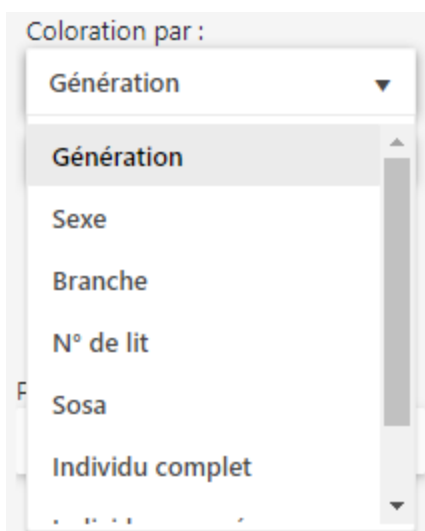 Coloration par :
Génération
Génération
Sexe
Branche
N° de lit
Sosa
Individu complet